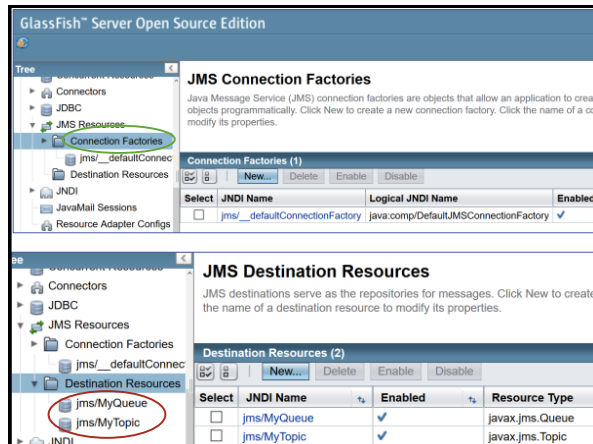 GlassFish™ Server Open Source Edition
Tree
Concurrent Resources
Connectors
JDBC
JMS Resources
Connection Factories
jms/__defaultConnec
Destination Resources
JNDI
JavaMail Sessions
Resource Adapter Configs
JMS Connection Factories
Java Message Service (JMS) connection factories are objects that allow an application to crea
objects programmatically. Click New to create a new connection factory. Click the name of a co
modify its properties.
Connection Factories (1)
New... Delete Enable Disable
Select JNDI Name Logical JNDI Name Enabled
jms/__defaultConnectionFactory java:comp/DefaultJMSConnectionFactory
ee
Concurrent Resources
Connectors
JDBC
JMS Resources
Connection Factories
jms/__defaultConnec
Destination Resources
jms/MyQueue
jms/MyTopic
JNDI
JMS Destination Resources
JMS destinations serve as the repositories for messages. Click New to create
the name of a destination resource to modify its properties.
Destination Resources (2)
New... Delete Enable Disable
Select JNDI Name Enabled Resource Type
jms/MyQueue javax.jms.Queue
jms/MyTopic javax.jms.Topic